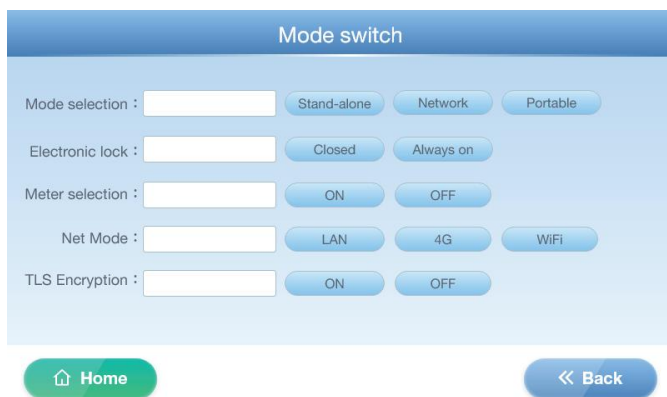 Mode switch
Mode selection : Stand-alone Network Portable
Electronic lock : Closed Always on
Meter selection : ON OFF
Net Mode : LAN 4G WiFi
TLS Encryption : ON OFF
Home Back